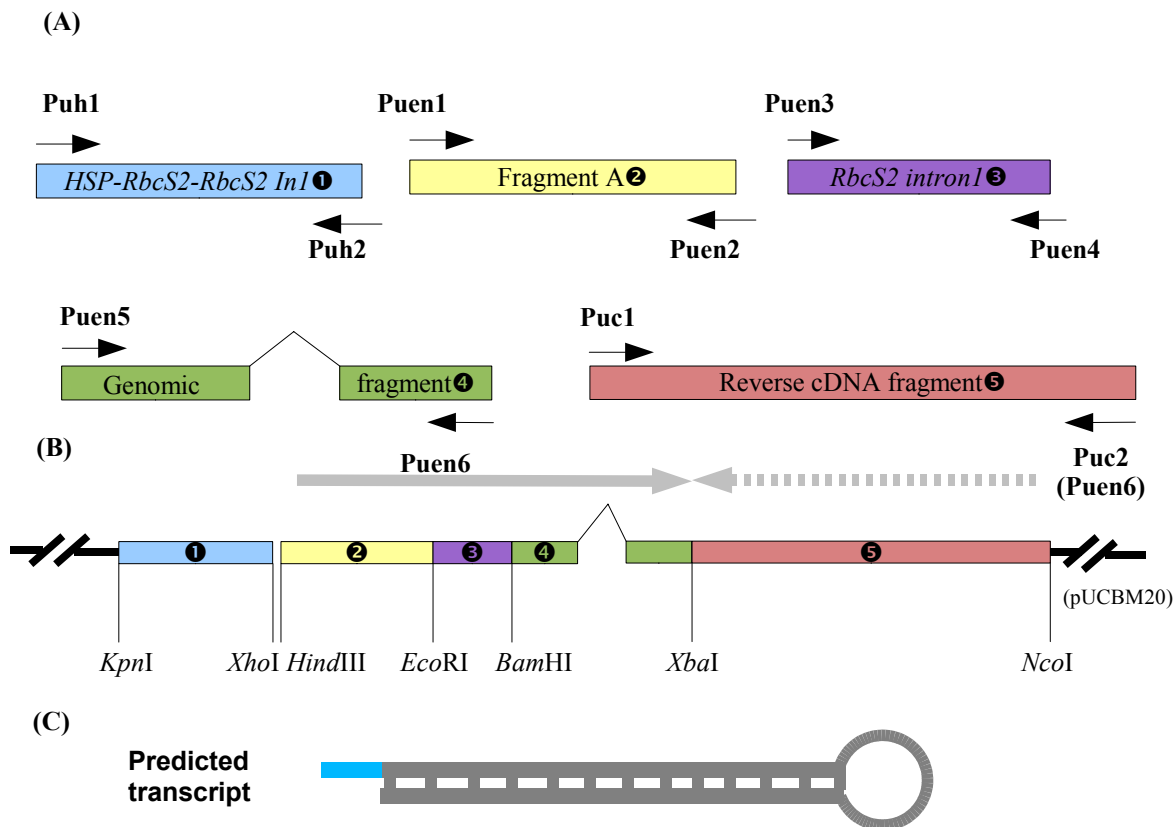 (A)
Puh1 Puen1 Puen3
HSP-RbcS2-RbcS2 In1❶ Fragment A❷ RbcS2 intron1❸
Puh2 Puen2 Puen4
Puen5 Puc1
Genomic fragment❹ Reverse cDNA fragment❺
(B)
Puen6 Puc2
(Puen6)
❶ ❷ ❸ ❹ ❺
(pUCBM20)
KpnI XhoI HindIII EcoRI BamHI XbaI NcoI
(C)
Predicted
transcript